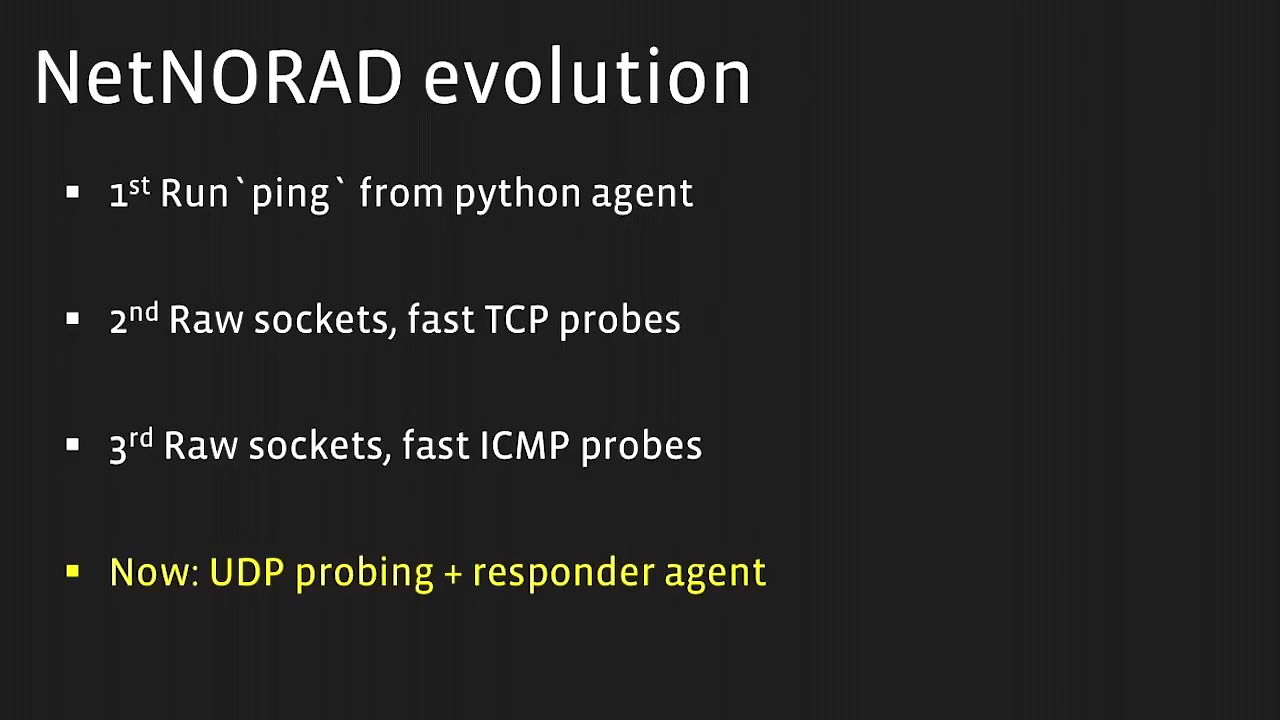 NetNORAD evolution
▪ 1st Run`ping` from python agent
▪ 2nd Raw sockets, fast TCP probes
▪ 3rd Raw sockets, fast ICMP probes
▪ Now: UDP probing + responder agent